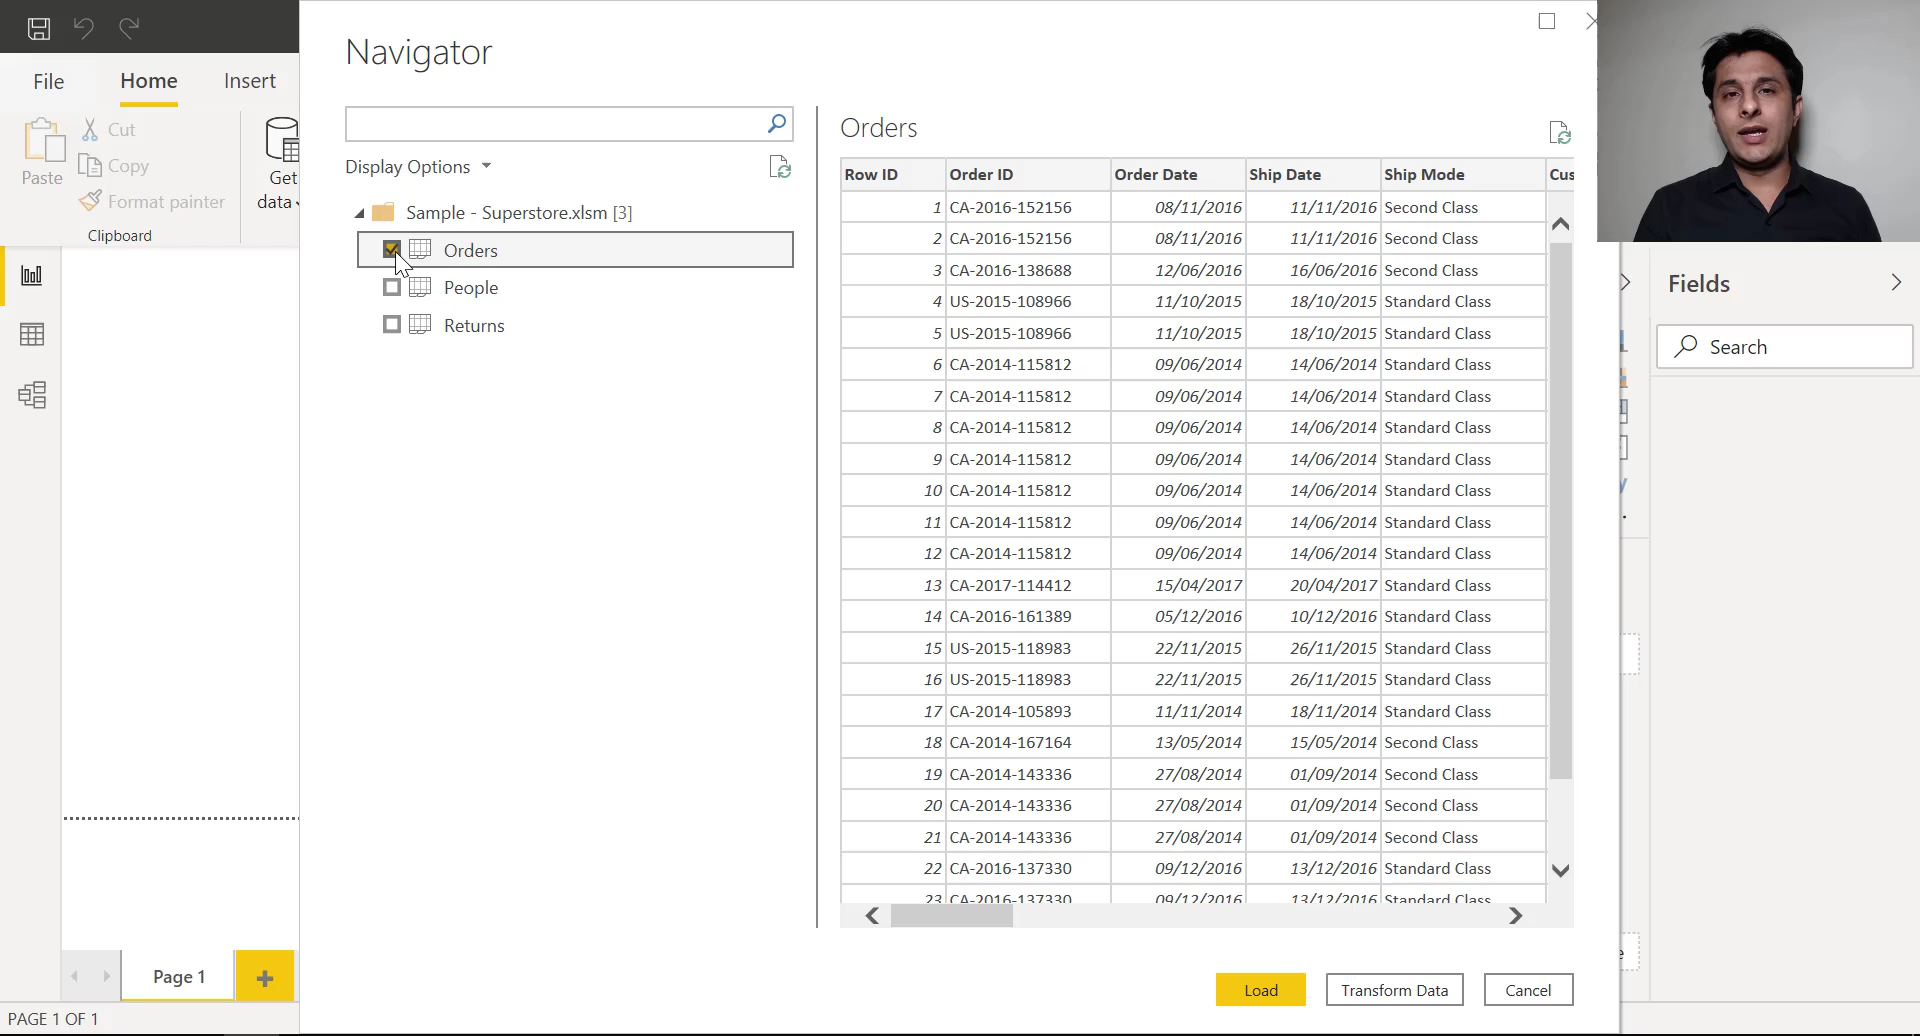 Navigator
File
Home
Insert
Cut
Copy
Paste
Format painter
Get
data
Clipboard
Display Options
Sample - Superstore.xlsm [3]
Orders
People
Returns
Orders
Row ID Order ID Order Date Ship Date Ship Mode Cus
1 CA-2016-152156 08/11/2016 11/11/2016 Second Class
2 CA-2016-152156 08/11/2016 11/11/2016 Second Class
3 CA-2016-138688 12/06/2016 16/06/2016 Second Class
4 US-2015-108966 11/10/2015 18/10/2015 Standard Class
5 US-2015-108966 11/10/2015 18/10/2015 Standard Class
6 CA-2014-115812 09/06/2014 14/06/2014 Standard Class
7 CA-2014-115812 09/06/2014 14/06/2014 Standard Class
8 CA-2014-115812 09/06/2014 14/06/2014 Standard Class
9 CA-2014-115812 09/06/2014 14/06/2014 Standard Class
10 CA-2014-115812 09/06/2014 14/06/2014 Standard Class
11 CA-2014-115812 09/06/2014 14/06/2014 Standard Class
12 CA-2014-115812 09/06/2014 14/06/2014 Standard Class
13 CA-2017-114412 15/04/2017 20/04/2017 Standard Class
14 CA-2016-161389 05/12/2016 10/12/2016 Standard Class
15 US-2015-118983 22/11/2015 26/11/2015 Standard Class
16 US-2015-118983 22/11/2015 26/11/2015 Standard Class
17 CA-2014-105893 11/11/2014 18/11/2014 Standard Class
18 CA-2014-167164 13/05/2014 15/05/2014 Second Class
19 CA-2014-143336 27/08/2014 01/09/2014 Second Class
20 CA-2014-143336 27/08/2014 01/09/2014 Second Class
21 CA-2014-143336 27/08/2014 01/09/2014 Second Class
22 CA-2016-137330 09/12/2016 13/12/2016 Standard Class
23 CA-2016-137330 09/12/2016 13/12/2016 Standard Class
Fields
Search
Load
Transform Data
Cancel
Page 1
PAGE 1 OF 1